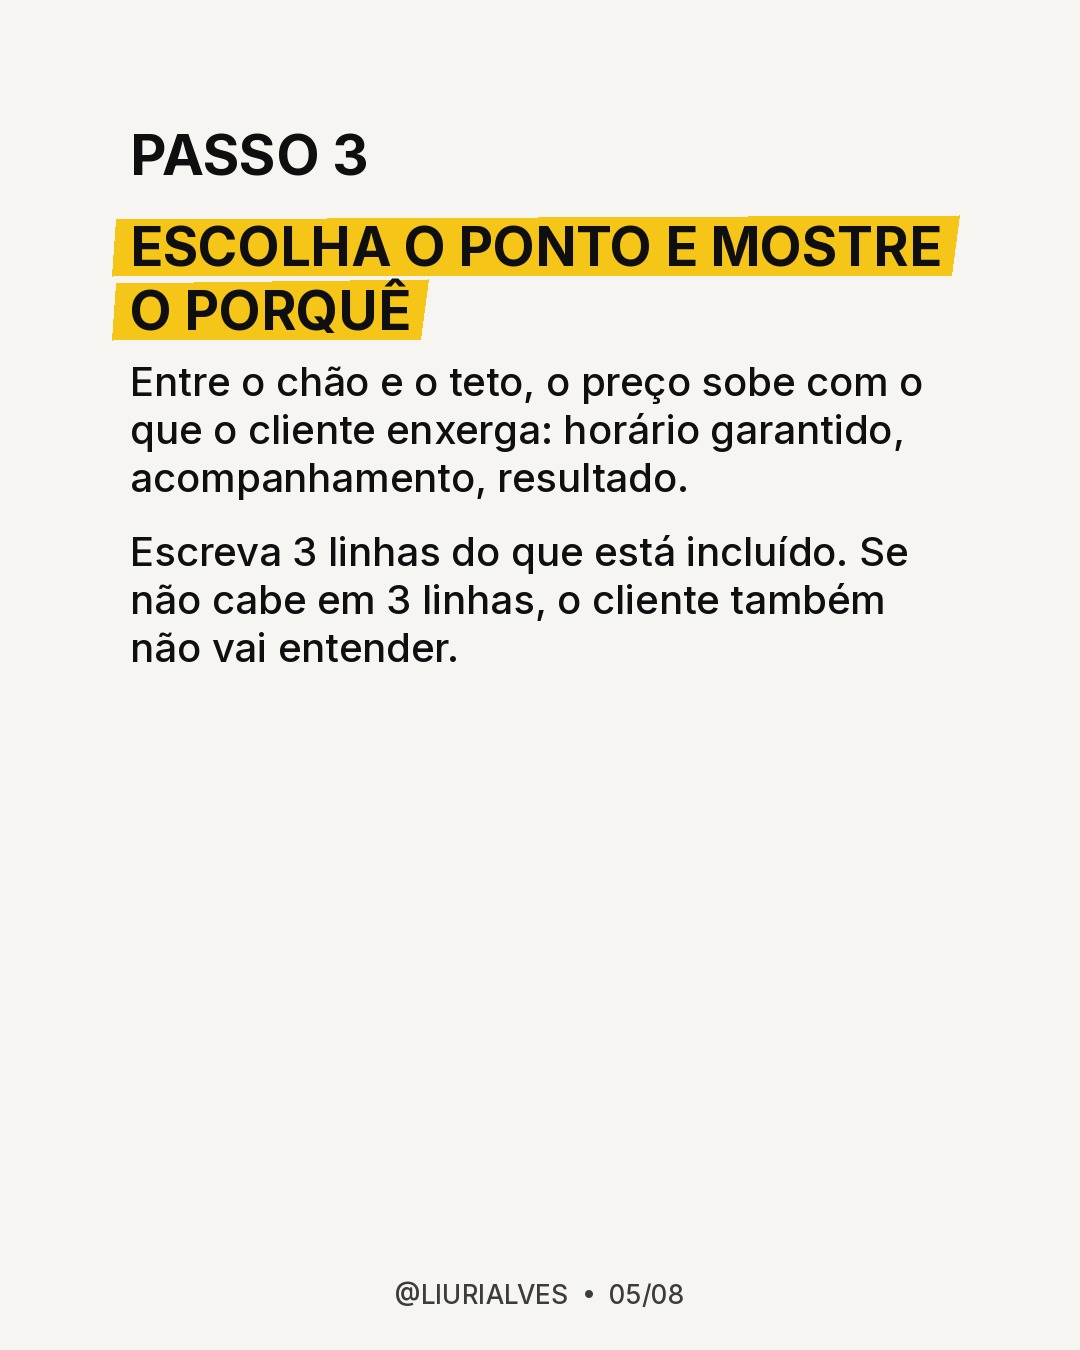 PASSO 3
ESCOLHA O PONTO E MOSTRE
O PORQUÊ
Entre o chão e o teto, o preço sobe com o
que o cliente enxerga: horário garantido,
acompanhamento, resultado.
Escreva 3 linhas do que está incluído. Se
não cabe em 3 linhas, o cliente também
não vai entender.
@LIURIALVES • 05/08